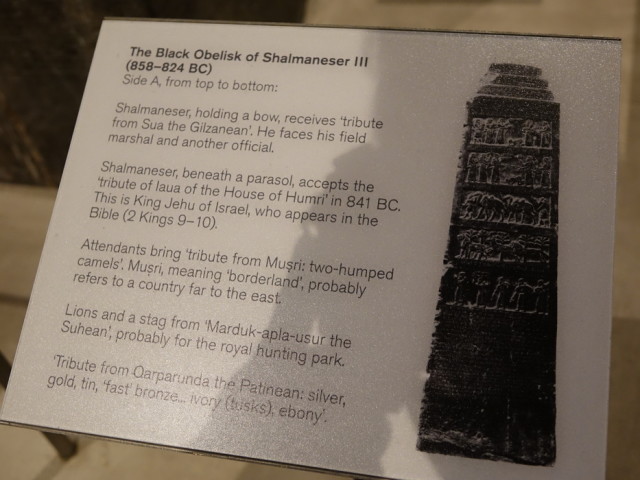 The Black Obelisk of Shalmaneser III
(858–824 BC)
Side A, from top to bottom:
Shalmaneser, holding a bow, receives ‘tribute
from Sua the Gilzanean’. He faces his field
marshal and another official.
Shalmaneser, beneath a parasol, accepts the
‘tribute of Iaua of the House of Humri’ in 841 BC.
This is King Jehu of Israel, who appears in the
Bible (2 Kings 9–10).
Attendants bring ‘tribute from Muṣri: two-humped
camels’. Muṣri, meaning ‘borderland’, probably
refers to a country far to the east.
Lions and a stag from ‘Marduk-apla-usur the
Suhean’, probably for the royal hunting park.
‘Tribute from Qarparunda the Patinean: silver,
gold, tin, ‘fast’ bronze... ivory (tusks), ebony’.